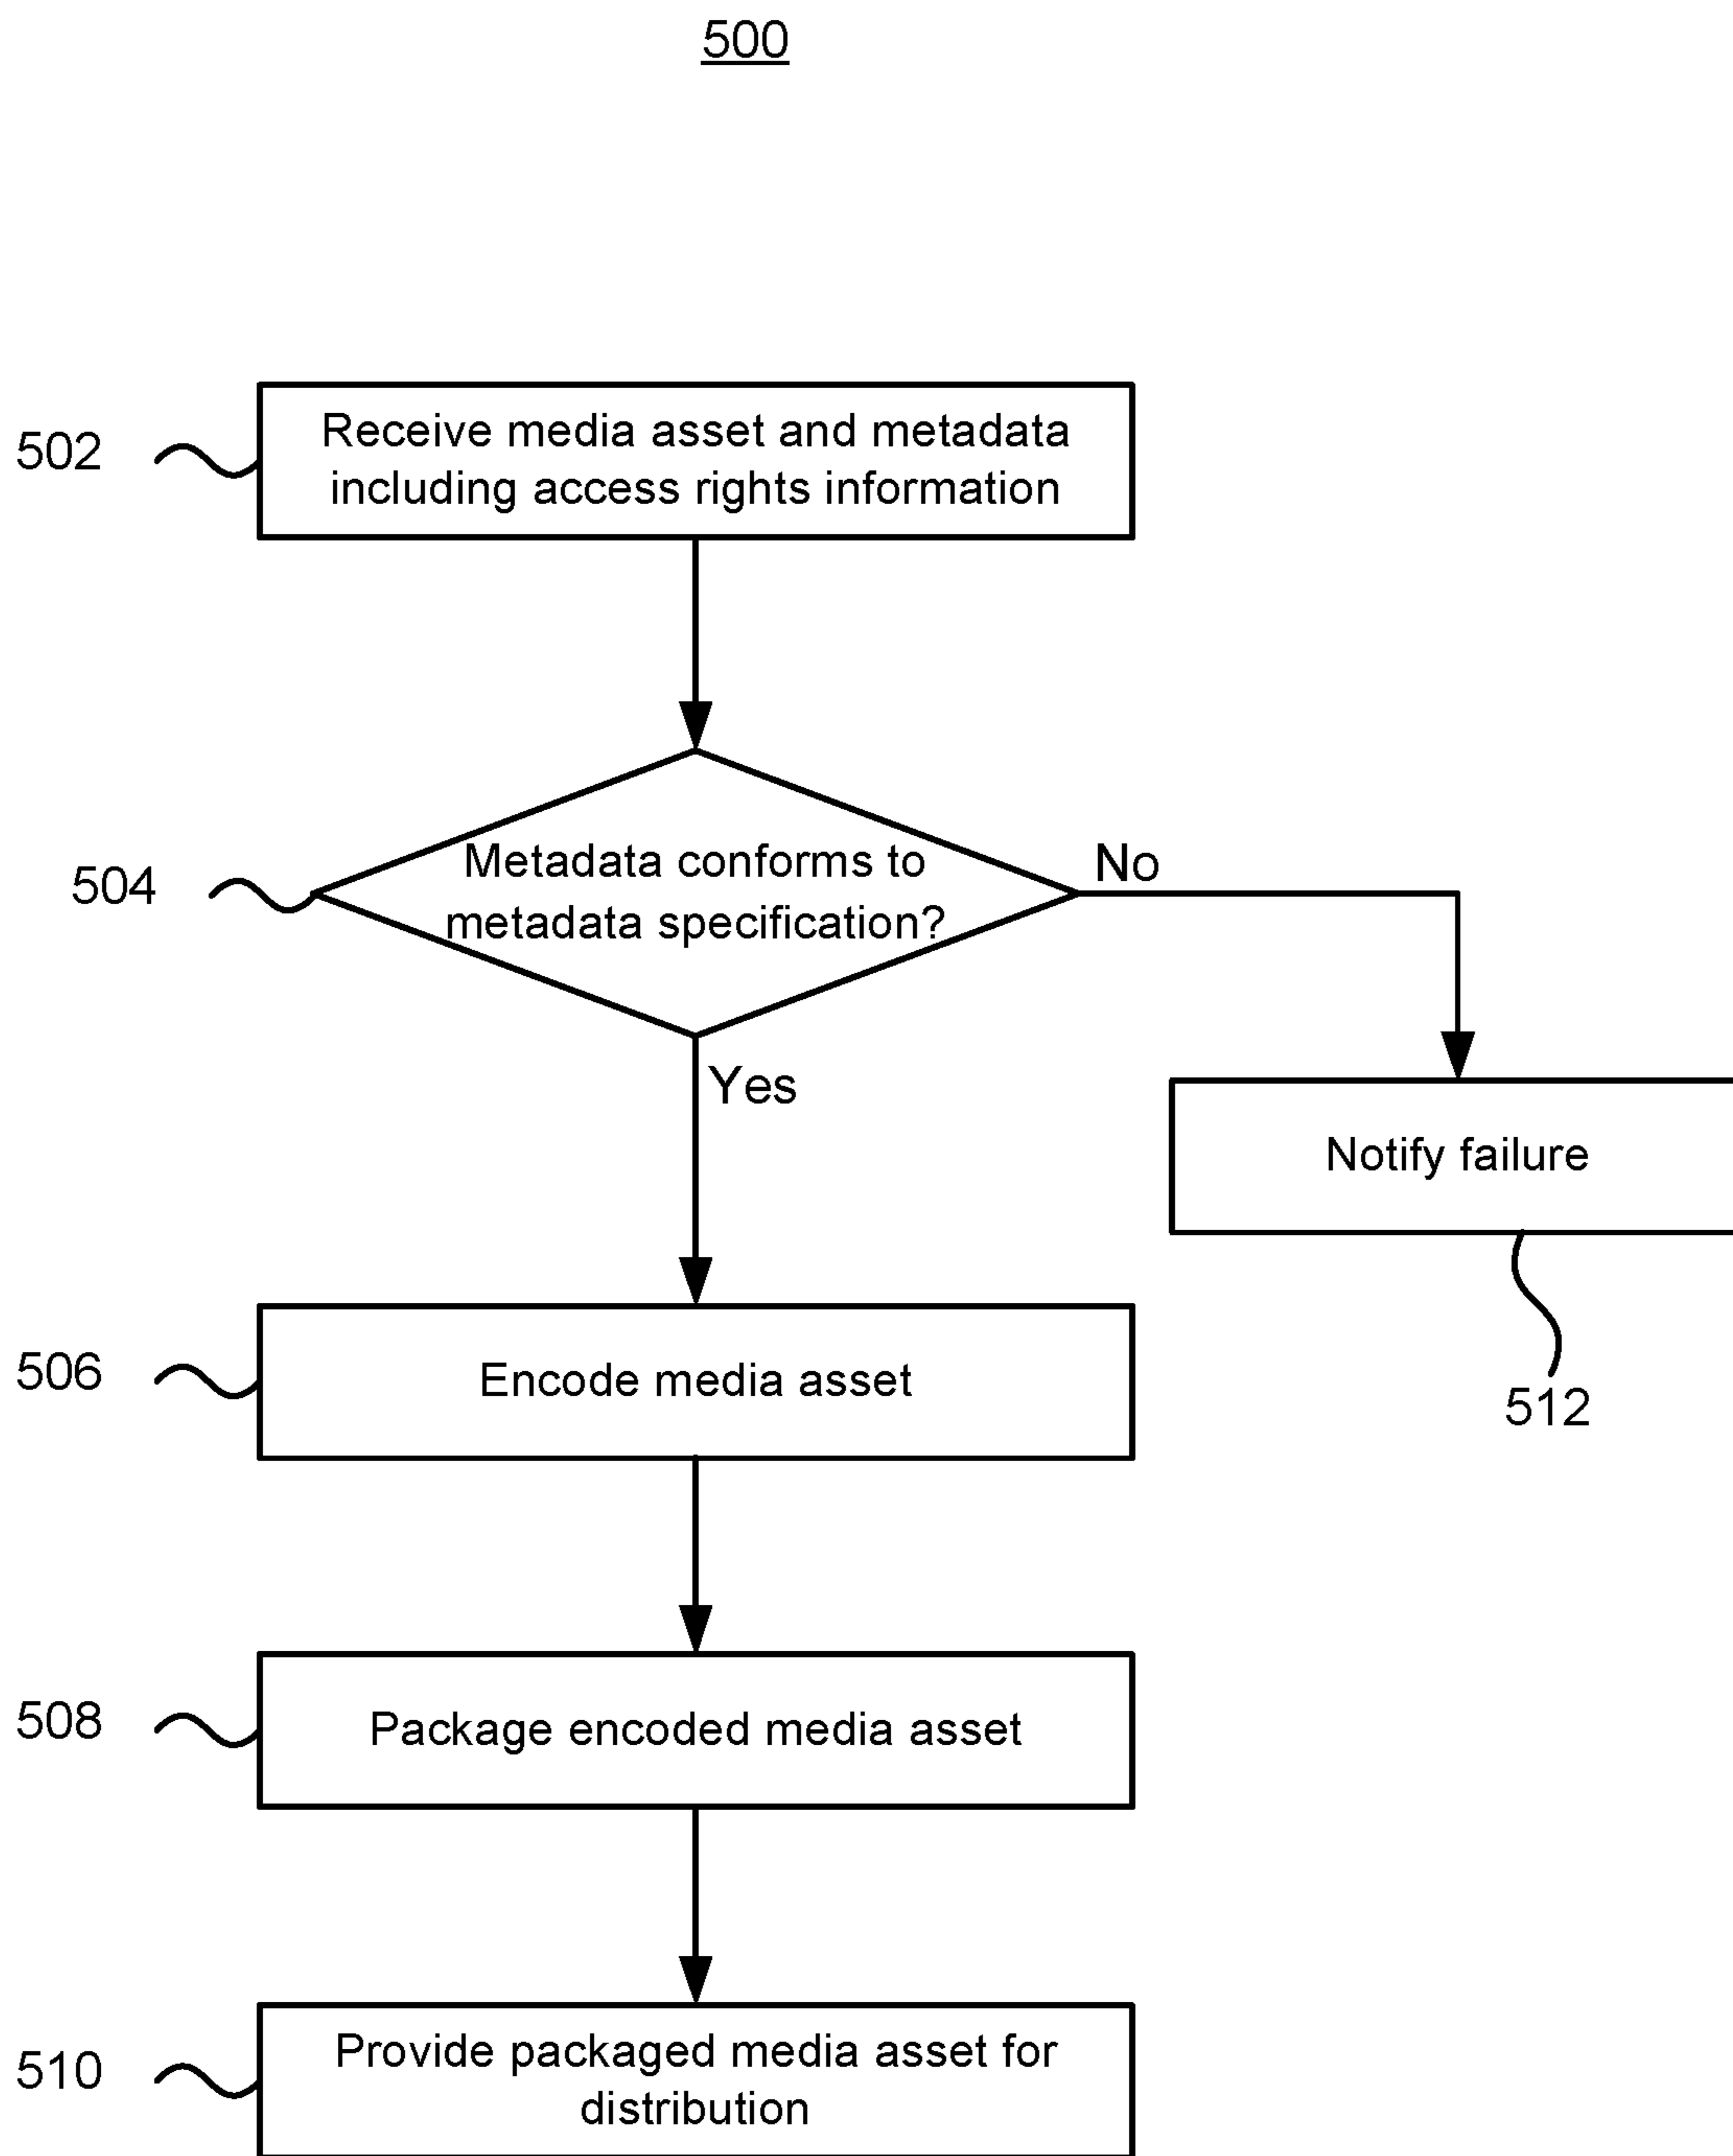 500
502
Receive media asset and metadata
including access rights information
504
Metadata conforms to
metadata specification?
No
Yes
Notify failure
512
506
Encode media asset
508
Package encoded media asset
510
Provide packaged media asset for
distribution